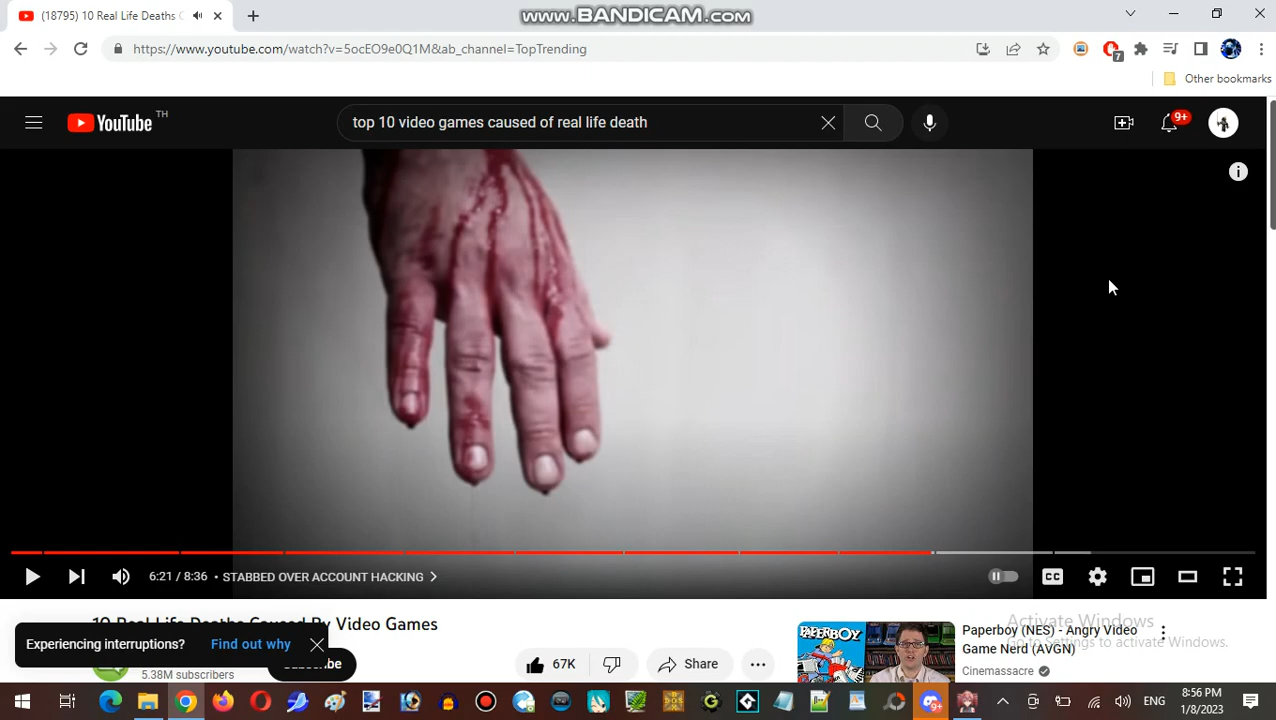 www.BANDICAM.com
(18795) 10 Real Life Deaths C
https://www.youtube.com/watch?v=5ocEO9e0Q1M&ab_channel=TopTrending
7
Other bookmarks
YouTube TH
top 10 video games caused of real life death
9+
6:21 / 8:36 • STABBED OVER ACCOUNT HACKING
CC
10 Real Life Deaths Caused By Video Games
Experiencing interruptions? Find out why
5.38M subscribers
Subscribe
67K
Share
PAPERBOY
Paperboy (NES) - Angry Video
Game Nerd (AVGN)
Cinemassacre
Activate Windows
Go to Settings to activate Windows.
ENG
8:56 PM
1/8/2023